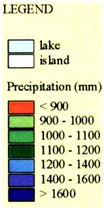 LEGEND
lake
island
Precipitation (mm)
< 900
900 - 1000
1000 - 1100
1100 - 1200
1200 - 1400
1400 - 1600
> 1600